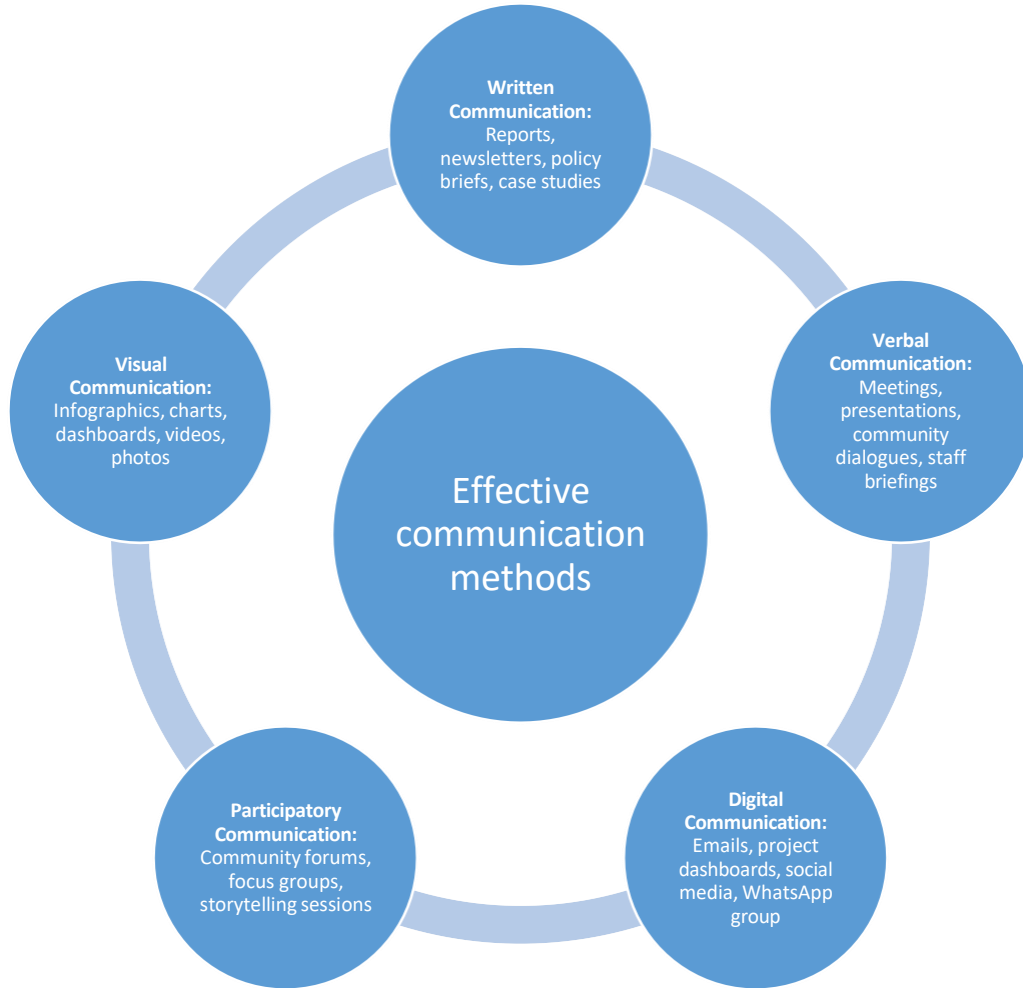 Written
Communication:
Reports,
newsletters, policy
briefs, case studies
Verbal
Communication:
Meetings,
presentations,
community
dialogues, staff
briefings
Digital
Communication:
Emails, project
dashboards, social
media, WhatsApp
group
Participatory
Communication:
Community forums,
focus groups,
storytelling sessions
Visual
Communication:
Infographics, charts,
dashboards, videos,
photos
Effective
communication
methods